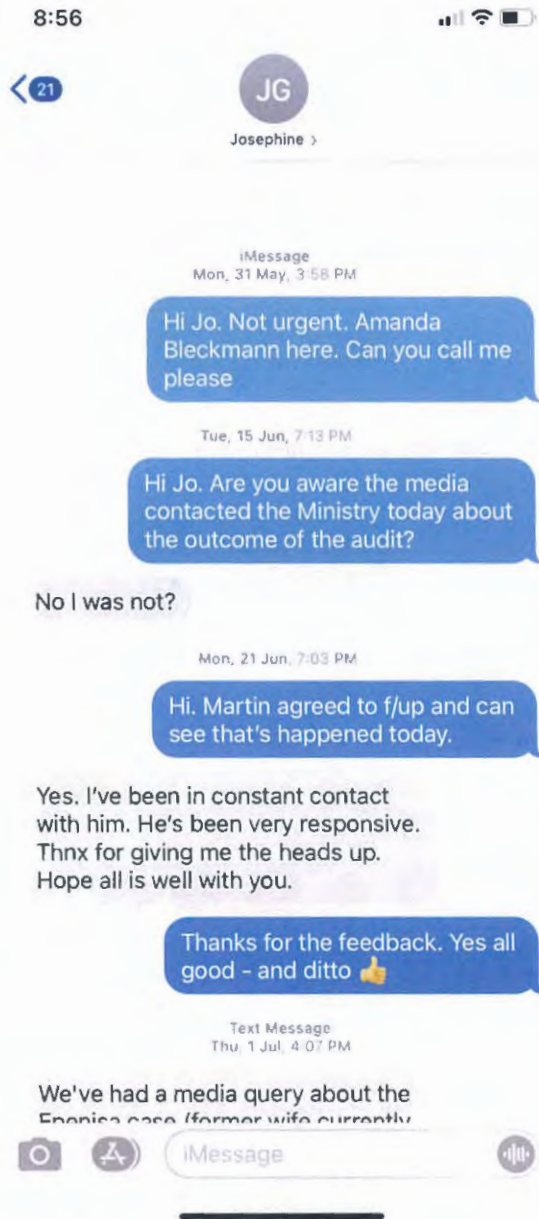 8:56
21
JG
Josephine >
iMessage
Mon, 31 May, 3:58 PM
Hi Jo. Not urgent. Amanda
Bleckmann here. Can you call me
please
Tue, 15 Jun, 7:13 PM
Hi Jo. Are you aware the media
contacted the Ministry today about
the outcome of the audit?
No I was not?
Mon, 21 Jun, 7:03 PM
Hi. Martin agreed to f/up and can
see that's happened today.
Yes. I've been in constant contact
with him. He's been very responsive.
Thnx for giving me the heads up.
Hope all is well with you.
Thanks for the feedback. Yes all
good - and ditto 👍
Text Message
Thu, 1 Jul, 4:07 PM
We've had a media query about the
case (former wife currently
iMessage